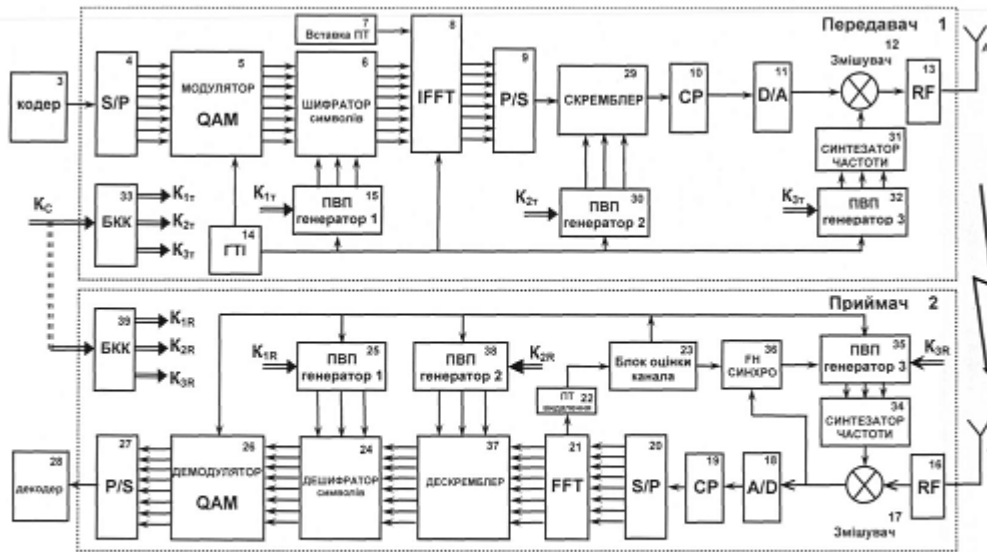 Передавач 1
3
кодер
4
S/P
5
МОДУЛЯТОР
QAM
6
ШИФРАТОР
символів
7
Вставка ПТ
8
IFFT
9
P/S
29
СКРЕМБЛЕР
10
CP
11
D/A
12
Змішувач
13
RF
31
СИНТЕЗАТОР
ЧАСТОТИ
Kс
33
БКК
K1т
K2т
K3т
14
ГТІ
K1т
15
ПВП
генератор 1
K2т
30
ПВП
генератор 2
K3т
32
ПВП
генератор 3
Приймач 2
39
БКК
K1R
K2R
K3R
K1R
25
ПВП
генератор 1
38
ПВП
генератор 2
K2R
23
Блок оцінки
канала
36
FH
СИНХРО
35
ПВП
генератор 3
K3R
ПТ 22
видалення
34
СИНТЕЗАТОР
ЧАСТОТИ
28
декодер
27
P/S
26
ДЕМОДУЛЯТОР
QAM
24
ДЕШИФРАТОР
символів
37
ДЕСКРЕМБЛЕР
21
FFT
20
S/P
19
CP
18
A/D
17
Змішувач
16
RF